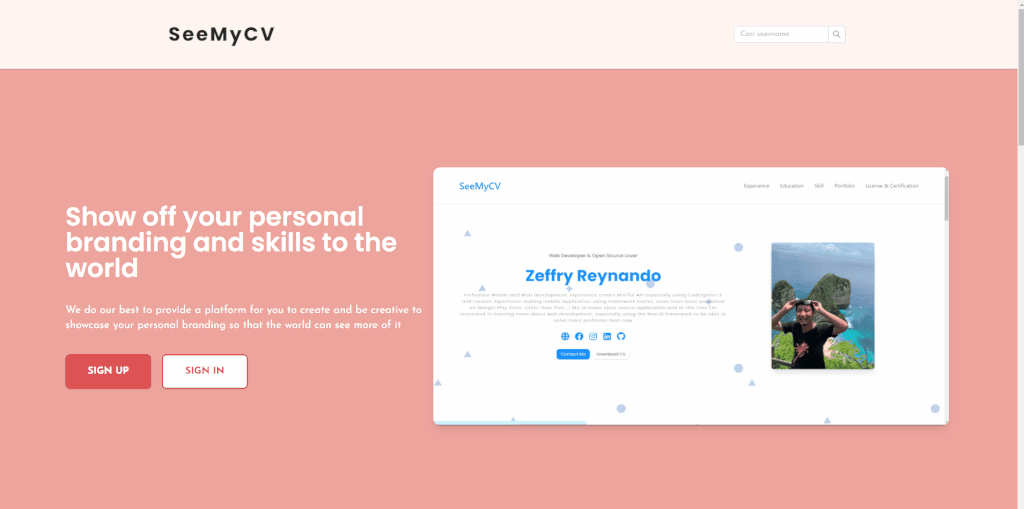 SeeMyCV
Cari username
Show off your personal
branding and skills to the
world
We do our best to provide a platform for you to create and be creative to
showcase your personal branding so that the world can see more of it
SIGN UP
SIGN IN
SeeMyCV
Experience
Education
Skill
Portfolio
License & Certification
Web Developer & Open Source Lover
Zeffry Reynando
Contact Me
Download CV